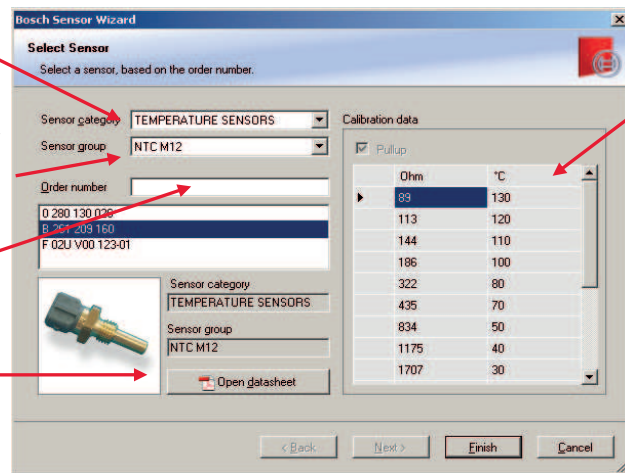 Bosch Sensor Wizard
Select Sensor
Select a sensor, based on the order number.
Sensor category TEMPERATURE SENSORS
Sensor group NTC M12
Order number
0 280 130 026
B 261 209 160
F 02U V00 123-01
Sensor category
TEMPERATURE SENSORS
Sensor group
NTC M12
Open datasheet
Calibration data
Pullup
Ohm °C
89 130
113 120
144 110
186 100
322 80
435 70
834 50
1175 40
1707 30
< Back Next > Finish Cancel